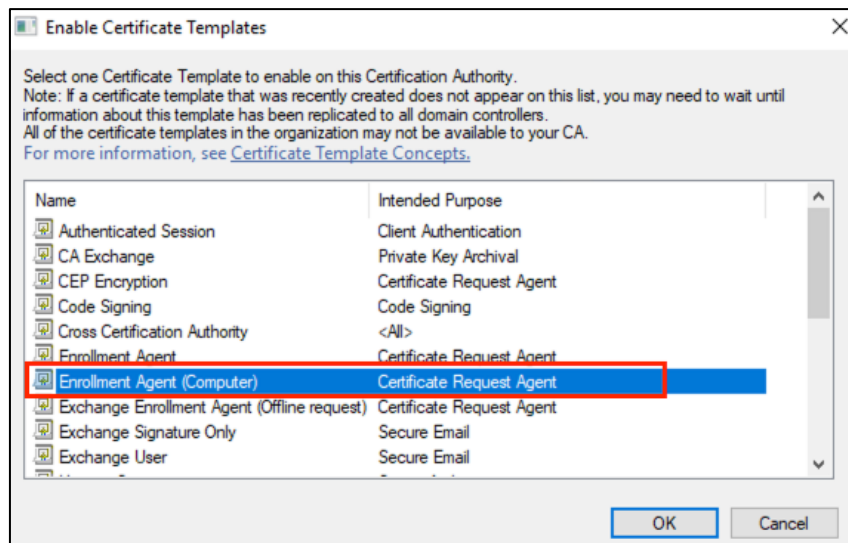 Enable Certificate Templates
Select one Certificate Template to enable on this Certification Authority.
Note: If a certificate template that was recently created does not appear on this list, you may need to wait until
information about this template has been replicated to all domain controllers.
All of the certificate templates in the organization may not be available to your CA.
For more information, see Certificate Template Concepts.
Name Intended Purpose
Authenticated Session Client Authentication
CA Exchange Private Key Archival
CEP Encryption Certificate Request Agent
Code Signing Code Signing
Cross Certification Authority <All>
Enrollment Agent Certificate Request Agent
Enrollment Agent (Computer) Certificate Request Agent
Exchange Enrollment Agent (Offline request) Certificate Request Agent
Exchange Signature Only Secure Email
Exchange User Secure Email
OK Cancel